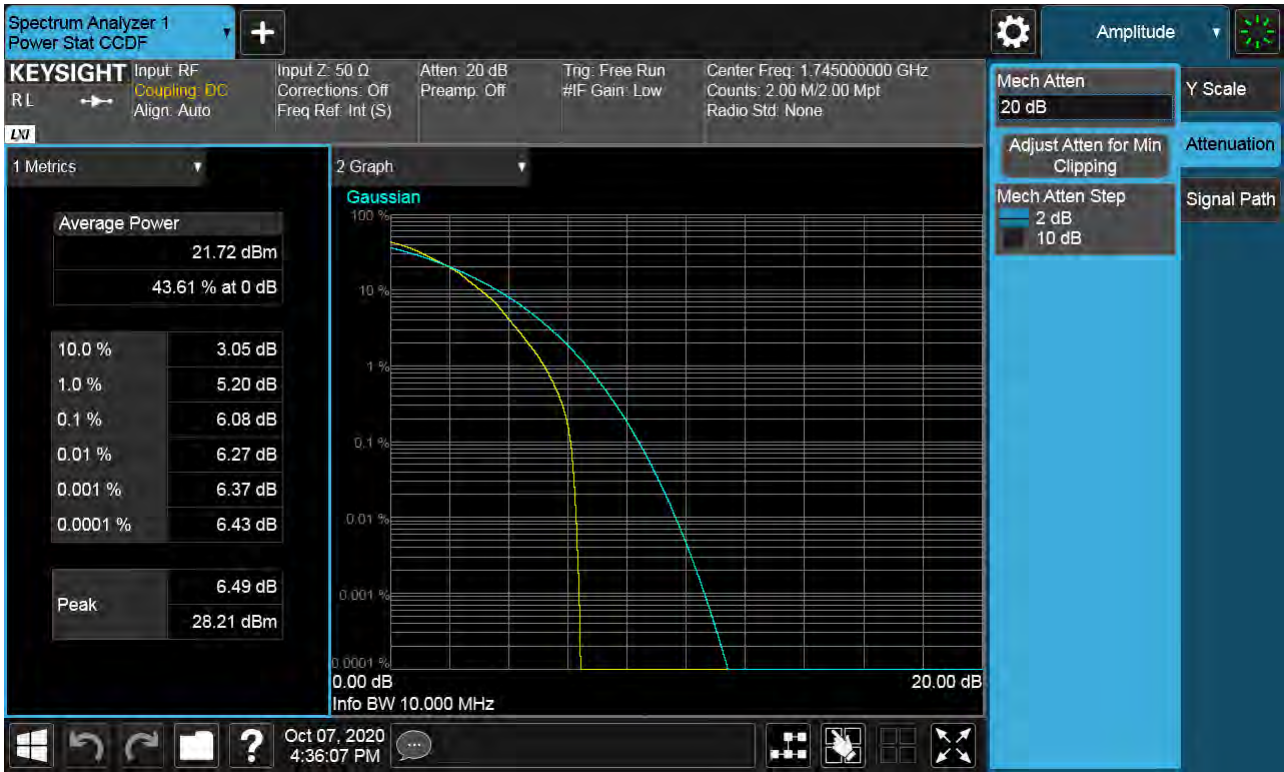 Spectrum Analyzer 1
Power Stat CCDF
+
Amplitude
KEYSIGHT
RL
LXI
Input: RF
Coupling: DC
Align: Auto
Input Z: 50 Ω
Corrections: Off
Freq Ref: Int (S)
Atten: 20 dB
Preamp: Off
Trig: Free Run
#IF Gain: Low
Center Freq: 1.745000000 GHz
Counts: 2.00 M/2.00 Mpt
Radio Std: None
1 Metrics
Average Power
21.72 dBm
43.61 % at 0 dB
10.0 % 3.05 dB
1.0 % 5.20 dB
0.1 % 6.08 dB
0.01 % 6.27 dB
0.001 % 6.37 dB
0.0001 % 6.43 dB
Peak
6.49 dB
28.21 dBm
2 Graph
Gaussian
100 %
10 %
1 %
0.1 %
0.01 %
0.001 %
0.0001 %
0.00 dB 20.00 dB
Info BW 10.000 MHz
Mech Atten
20 dB
Adjust Atten for Min
Clipping
Mech Atten Step
2 dB
10 dB
Y Scale
Attenuation
Signal Path
?
Oct 07, 2020
4:36:07 PM